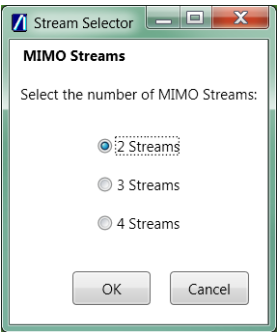 Stream Selector
MIMO Streams
Select the number of MIMO Streams:
2 Streams
3 Streams
4 Streams
OK Cancel